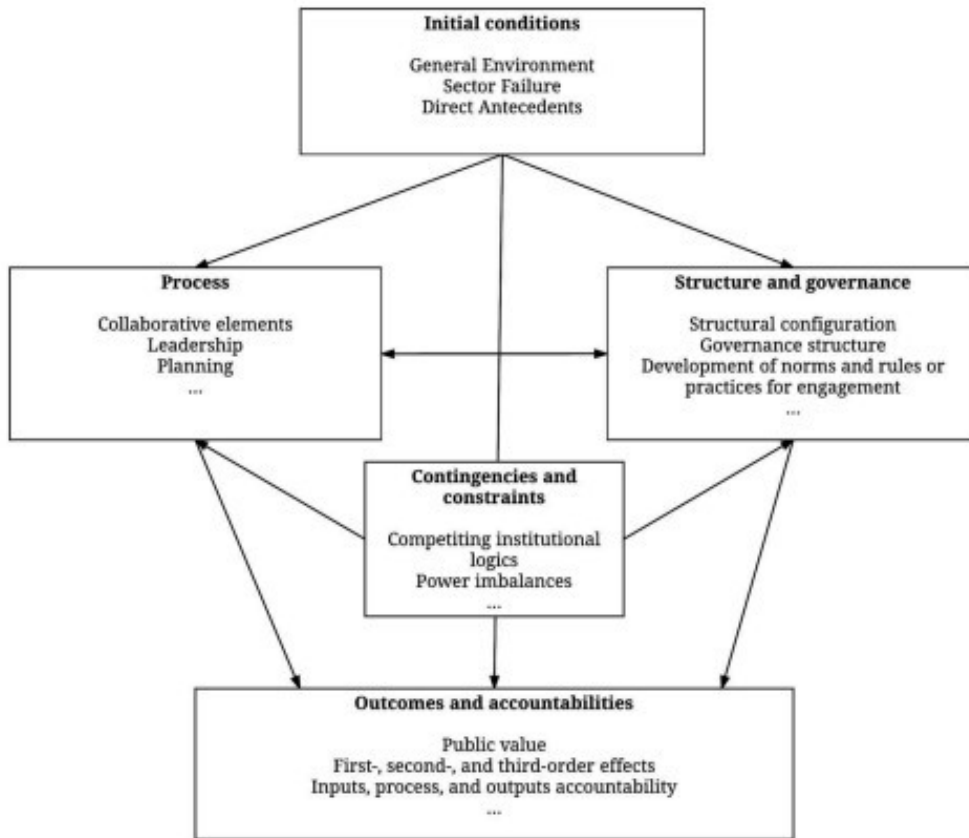 Initial conditions
General Environment
Sector Failure
Direct Antecedents
Process
Collaborative elements
Leadership
Planning
...
Structure and governance
Structural configuration
Governance structure
Development of norms and rules or
practices for engagement
...
Contingencies and
constraints
Competiting institutional
logics
Power imbalances
...
Outcomes and accountabilities
Public value
First-, second-, and third-order effects
Inputs, process, and outputs accountability
...